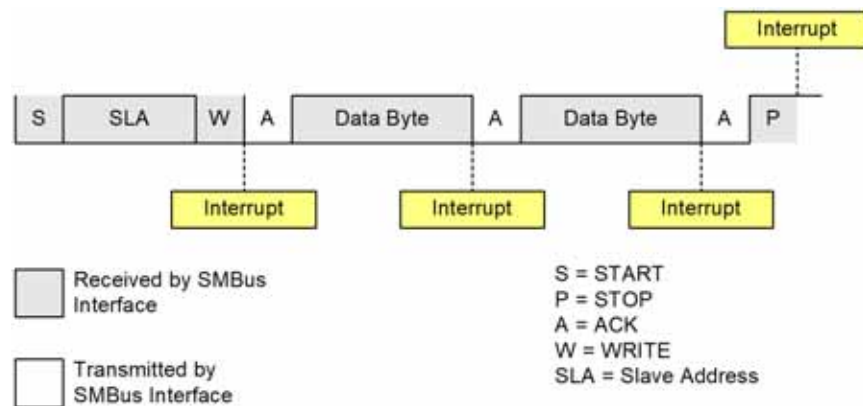 Interrupt
S SLA W A Data Byte A Data Byte A P
Interrupt Interrupt Interrupt
Received by SMBus
Interface
Transmitted by
SMBus Interface
S = START
P = STOP
A = ACK
W = WRITE
SLA = Slave Address